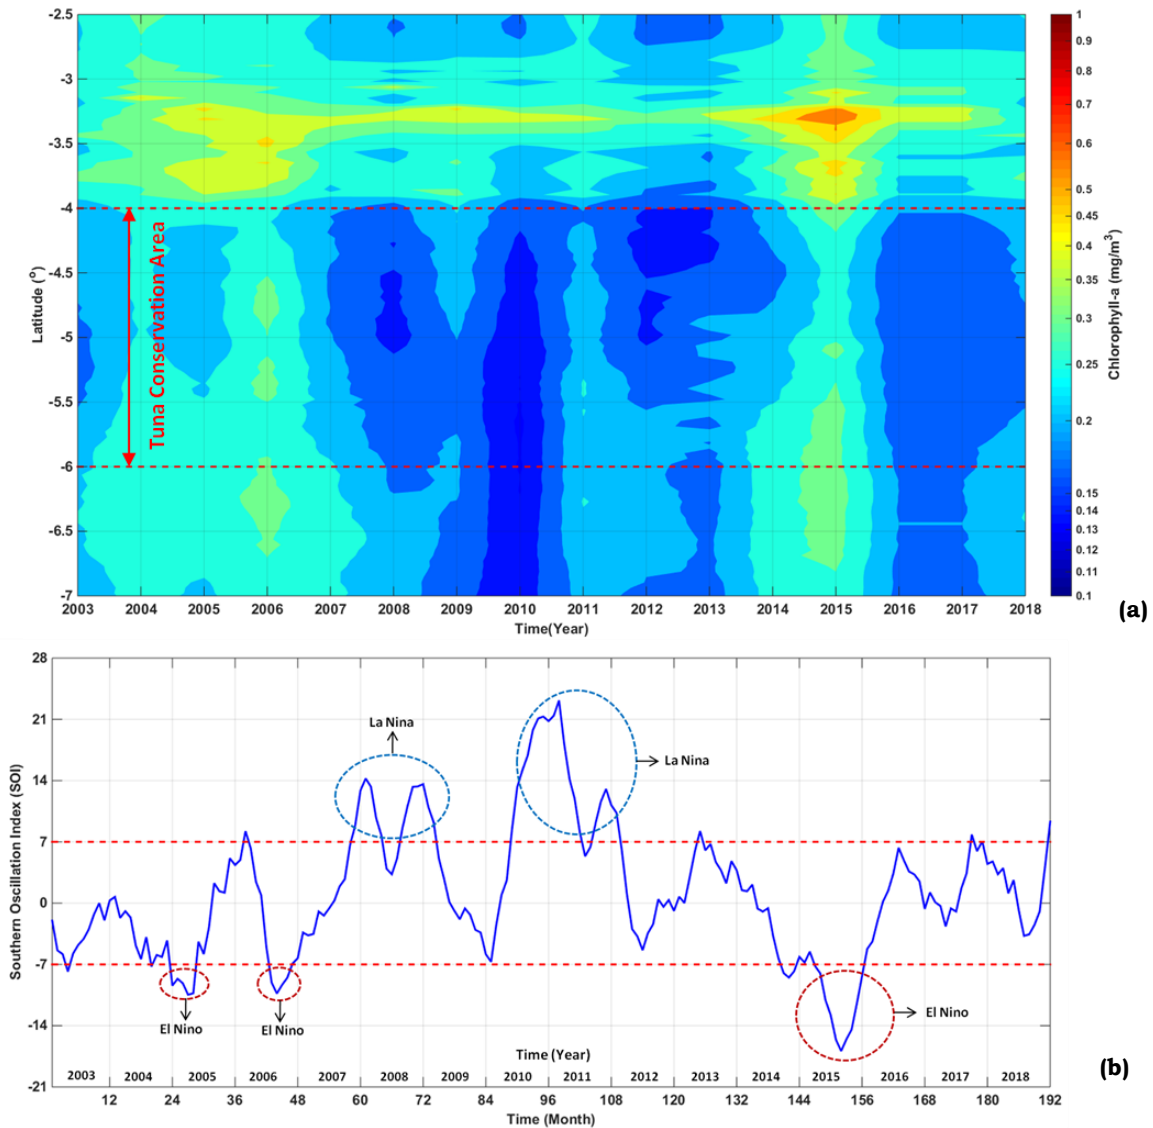 -2.5
-3
-3.5
-4
-4.5
-5
-5.5
-6
-6.5
-7
Latitude (°)
Tuna Conservation Area
2003 2004 2005 2006 2007 2008 2009 2010 2011 2012 2013 2014 2015 2016 2017 2018
Time(Year)
1
0.9
0.8
0.7
0.6
0.5
0.45
0.4
0.35
0.3
0.25
0.2
0.15
0.14
0.13
0.12
0.11
0.1
Chlorophyll-a (mg/m³)
(a)
28
21
14
7
0
-7
-14
-21
Southern Oscillation Index (SOI)
La Nina
La Nina
El Nino
El Nino
El Nino
Time (Year)
2003 2004 2005 2006 2007 2008 2009 2010 2011 2012 2013 2014 2015 2016 2017 2018
12 24 36 48 60 72 84 96 108 120 132 144 156 168 180 192
Time (Month)
(b)